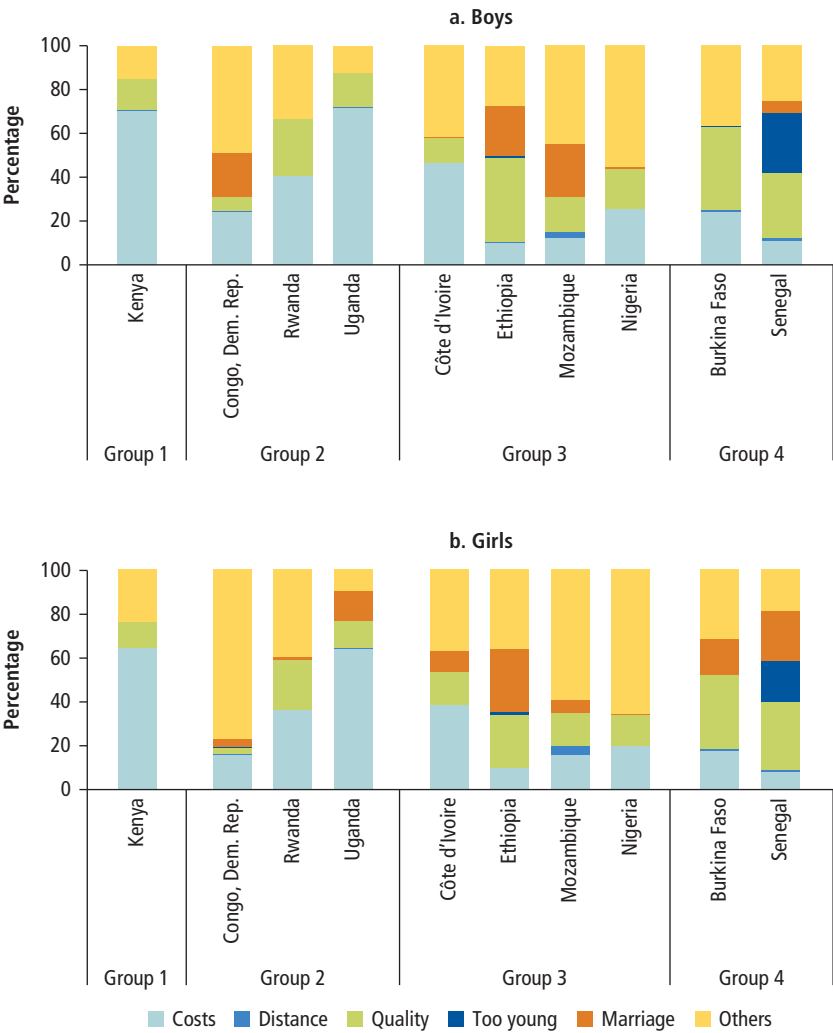 a. Boys
Percentage
100
80
60
40
20
0
Kenya
Congo, Dem. Rep.
Rwanda
Uganda
Côte d'Ivoire
Ethiopia
Mozambique
Nigeria
Burkina Faso
Senegal
Group 1 Group 2 Group 3 Group 4
b. Girls
Percentage
100
80
60
40
20
0
Kenya
Congo, Dem. Rep.
Rwanda
Uganda
Côte d'Ivoire
Ethiopia
Mozambique
Nigeria
Burkina Faso
Senegal
Group 1 Group 2 Group 3 Group 4
Costs Distance Quality Too young Marriage Others